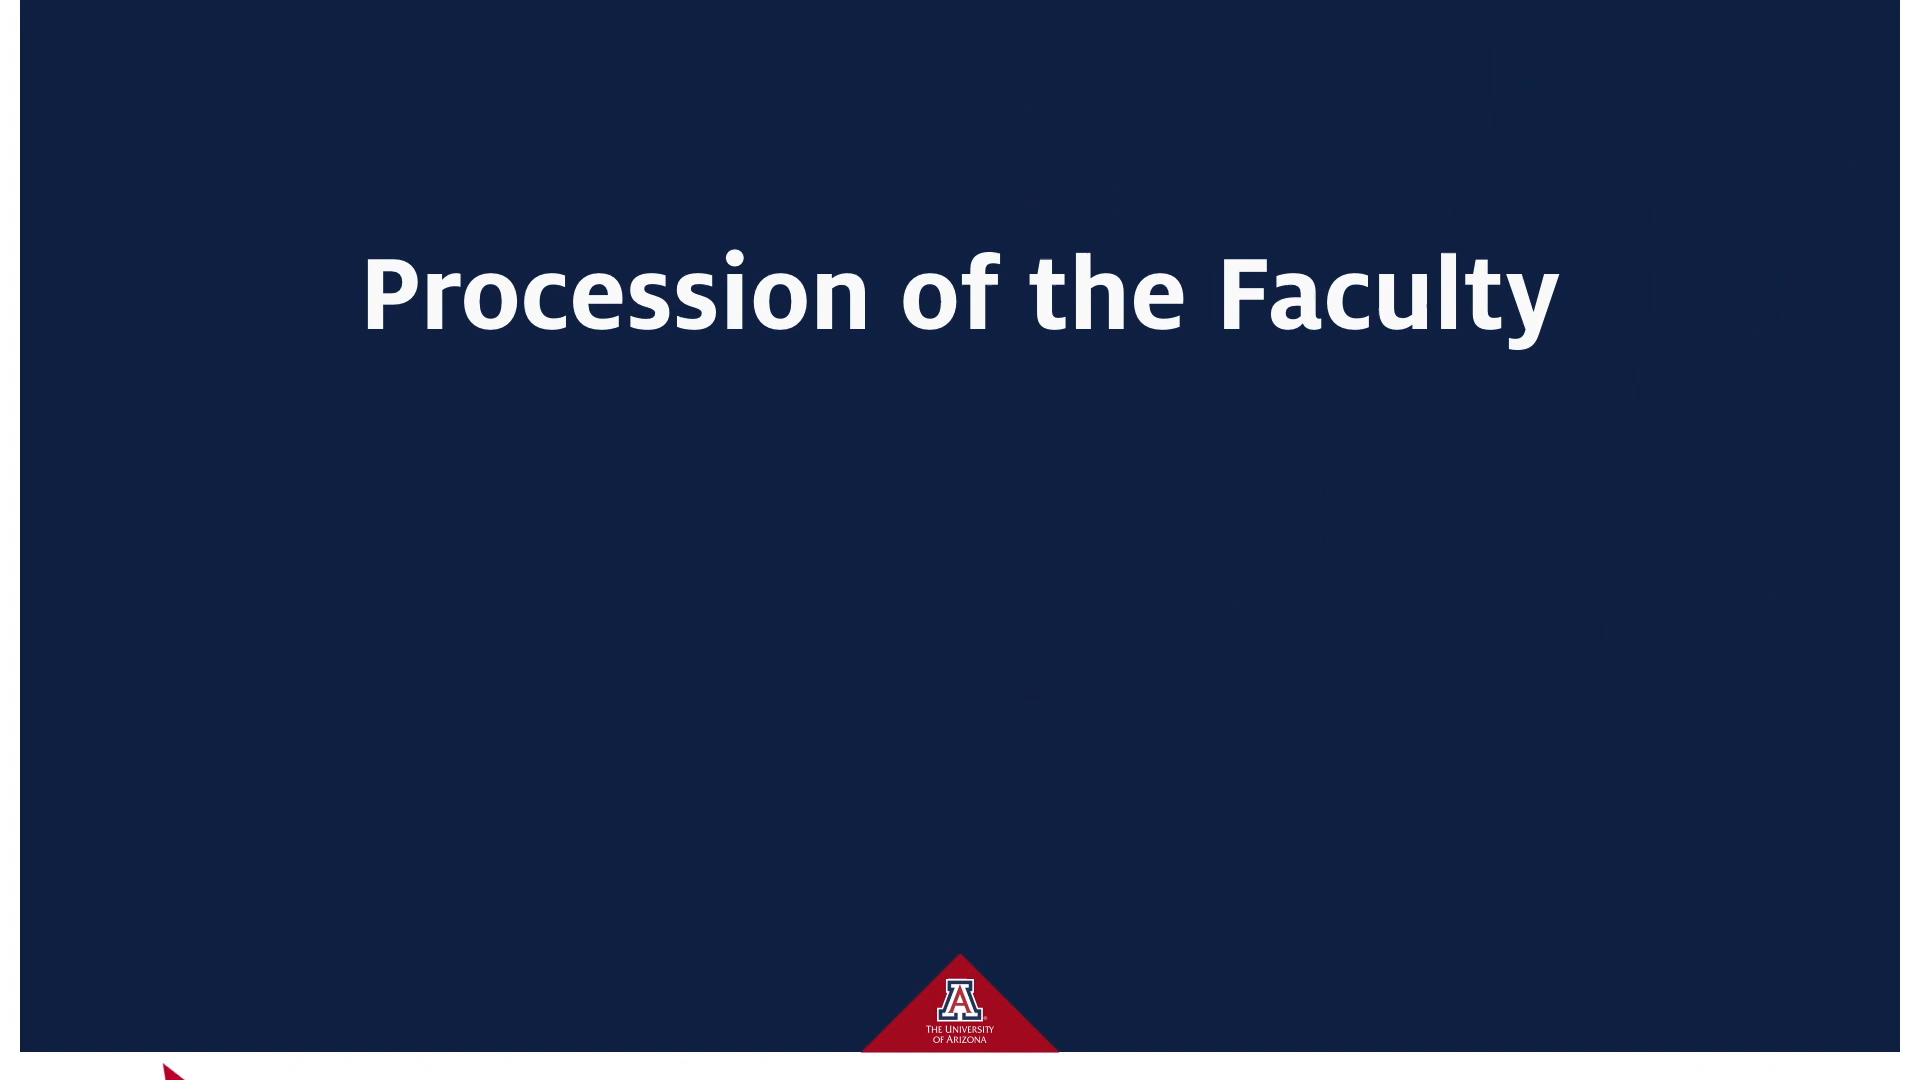 Procession of the Faculty
A
THE UNIVERSITY
OF ARIZONA